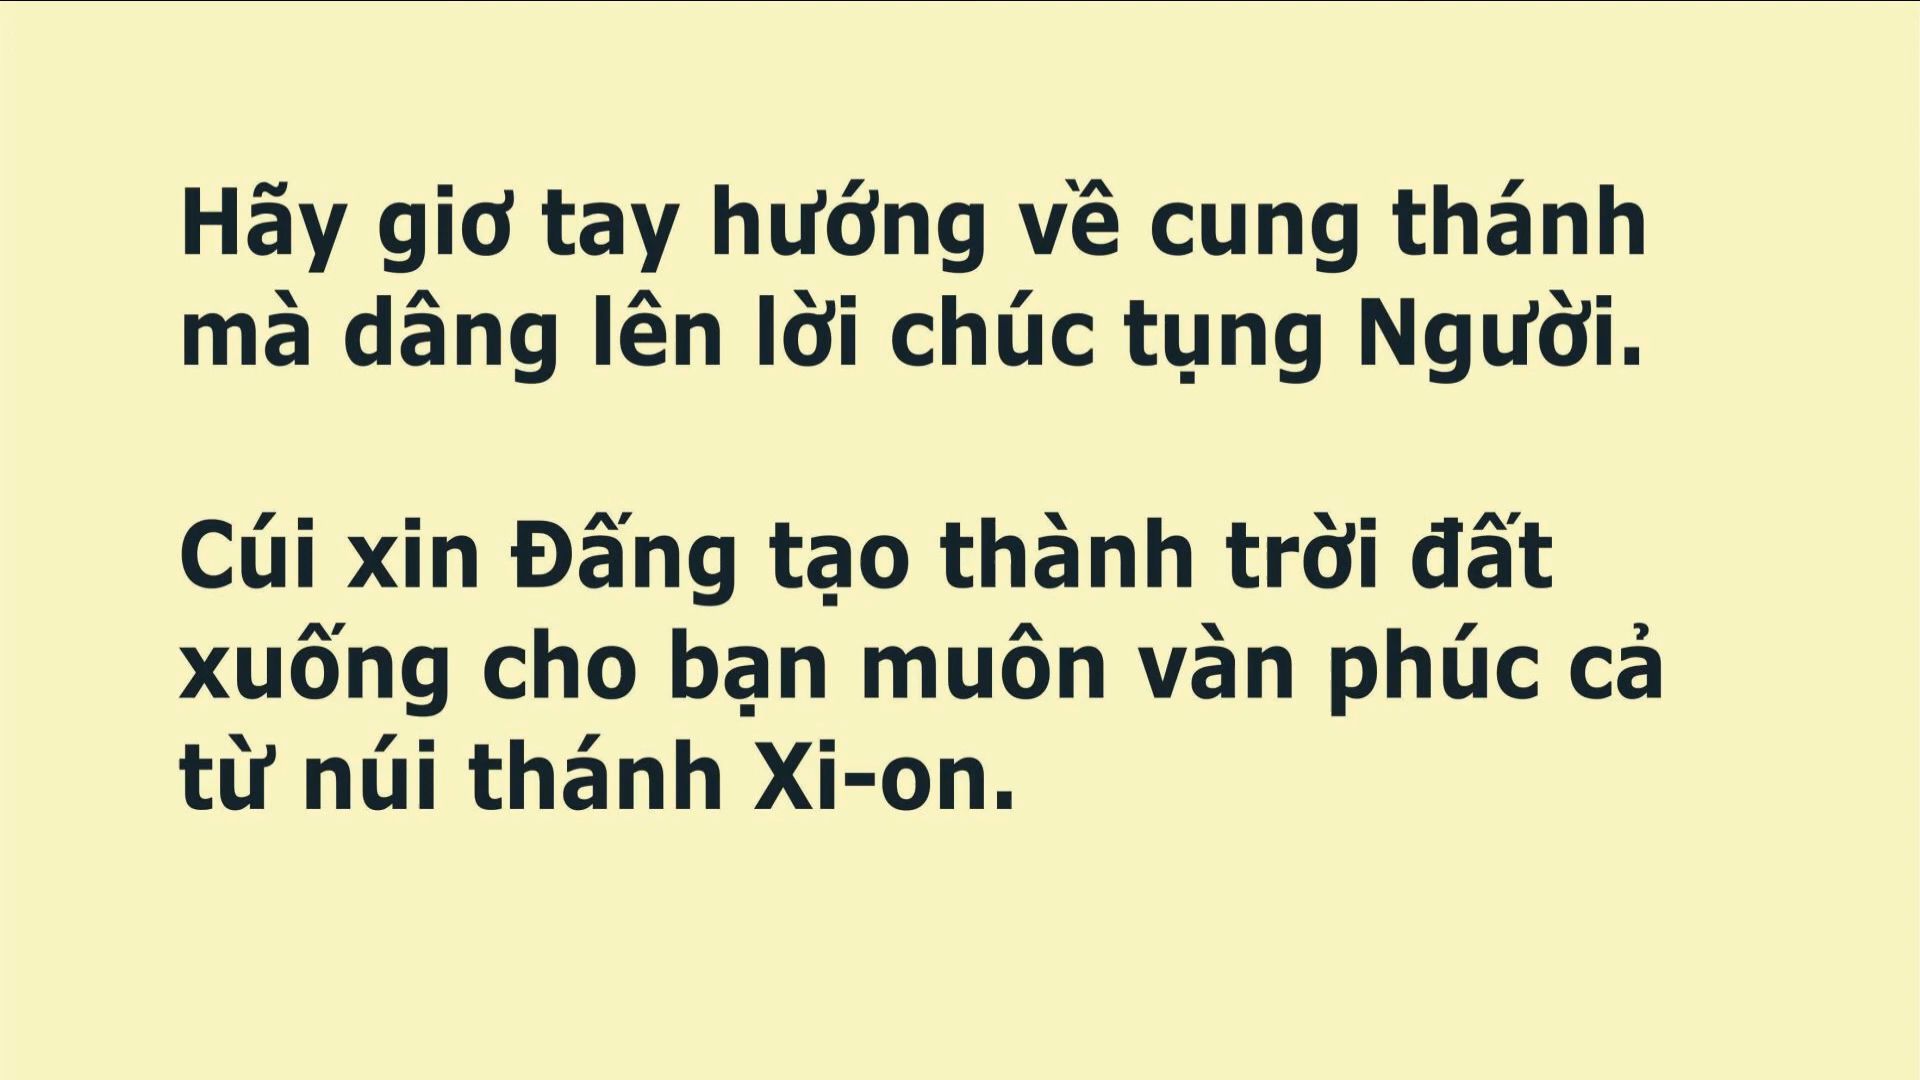 Hãy giơ tay hướng về cung thánh
mà dâng lên lời chúc tụng Người.
Cúi xin Đấng tạo thành trời đất
xuống cho bạn muôn vàn phúc cả
từ núi thánh Xi-on.